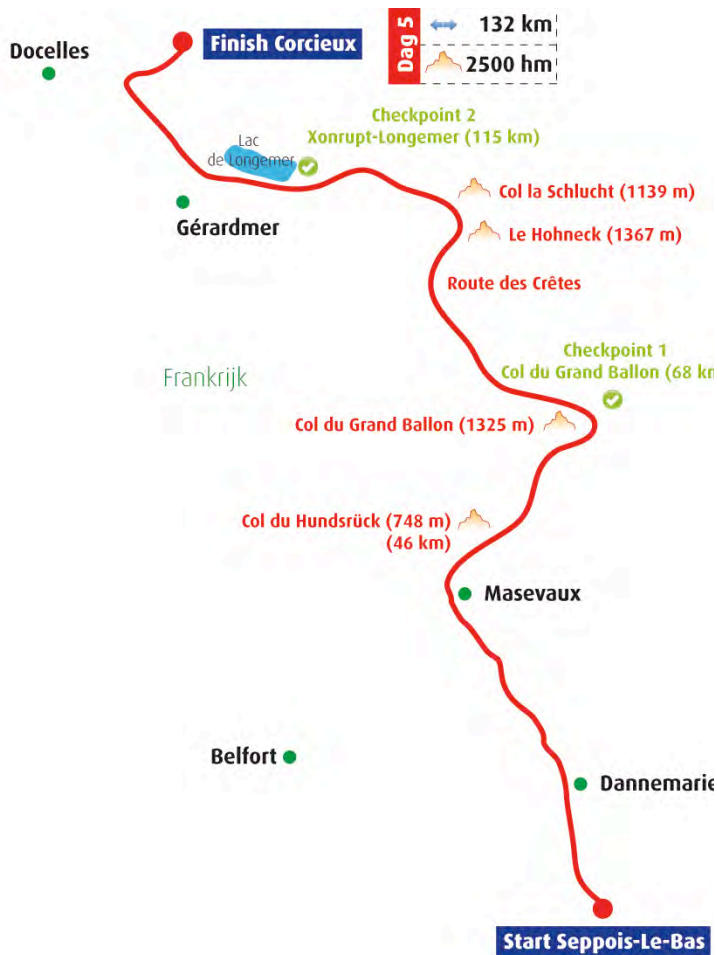 Finish Corcieux
Dag 5
132 km
2500 hm
Docelles
Checkpoint 2
Xonrupt-Longemer (115 km)
Lac
de Longemer
Col la Schlucht (1139 m)
Gérardmer
Le Hohneck (1367 m)
Route des Crêtes
Checkpoint 1
Col du Grand Ballon (68 km
Frankrijk
Col du Grand Ballon (1325 m)
Col du Hundsrück (748 m)
(46 km)
Masevaux
Belfort
Dannemarie
Start Seppois-Le-Bas